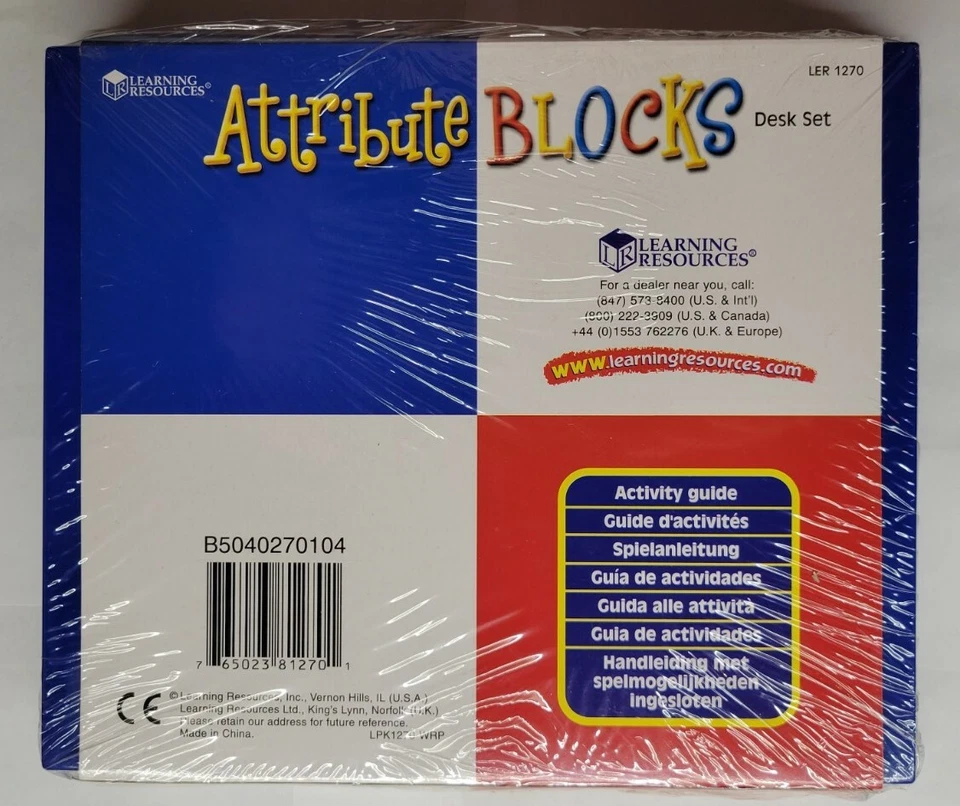 LEARNING
RESOURCES®
Attribute BLOCKS Desk Set
LER 1270
LR
LEARNING
RESOURCES®
For a dealer near you, call:
(847) 573-8400 (U.S. & Int'l)
(800) 222-3909 (U.S. & Canada)
+44 (0)1553 762276 (U.K. & Europe)
www.learningresources.com
B5040270104
7 65023 81270 1
CE
© Learning Resources, Inc., Vernon Hills, IL (U.S.A.)
Learning Resources Ltd., King's Lynn, Norfolk (U.K.)
Please retain our address for future reference.
Made in China.
LPK1270-WRP
Activity guide
Guide d'activités
Spielanleitung
Guía de actividades
Guida alle attività
Guia de actividades
Handleiding met
spelmogelijkheden
ingesloten